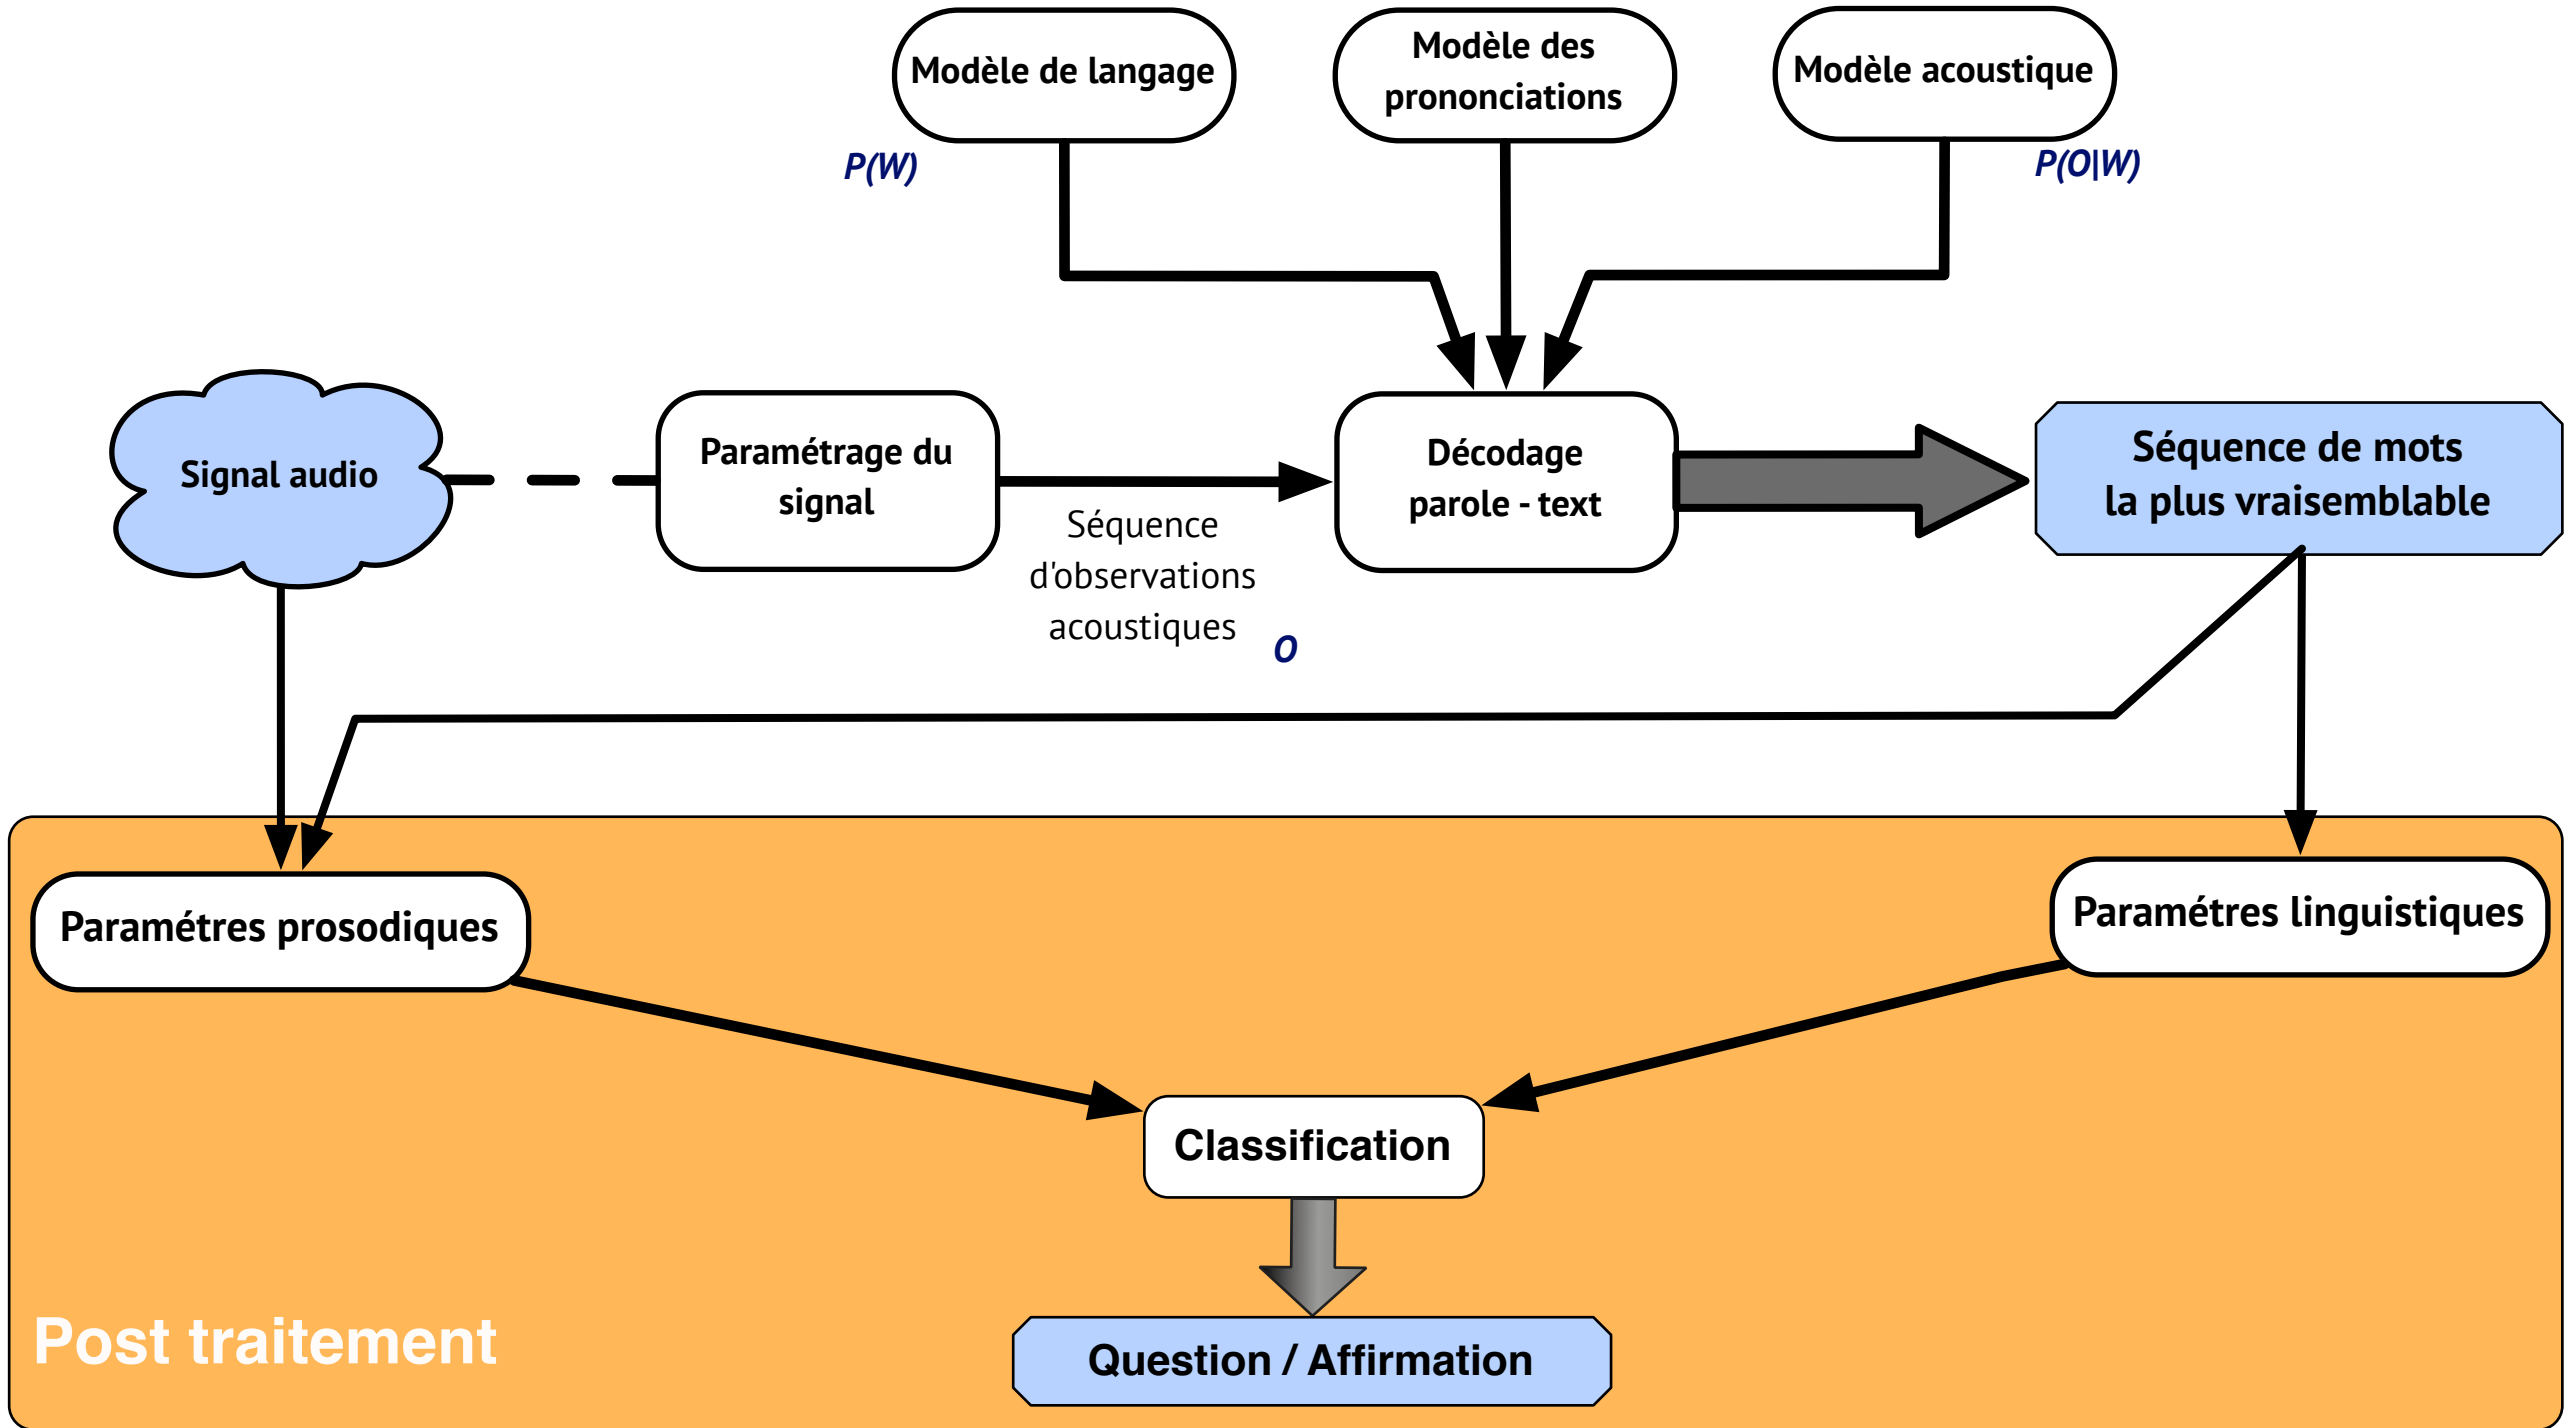 Modèle de langage
Modèle des
prononciations
Modèle acoustique
P(W)
P(O|W)
Signal audio
Paramétrage du
signal
Séquence
d'observations
acoustiques
O
Décodage
parole - text
Séquence de mots
la plus vraisemblable
Paramétres prosodiques
Paramétres linguistiques
Classification
Post traitement
Question / Affirmation